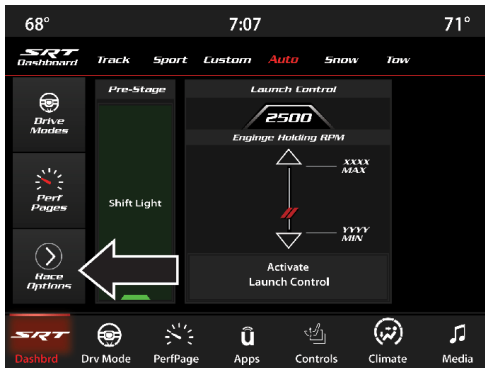 68°
7:07
71°
SRT
Dashboard
Track
Sport
Custom
Auto
Snow
Tow
Drive
Modes
Perf
Pages
Race
Options
Pre-Stage
Shift Light
Launch Control
2500
Enginge Holding RPM
XXXX
MAX
YYYY
MIN
Activate
Launch Control
SRT
Dashbrd
Drv Mode
PerfPage
Apps
Controls
Climate
Media